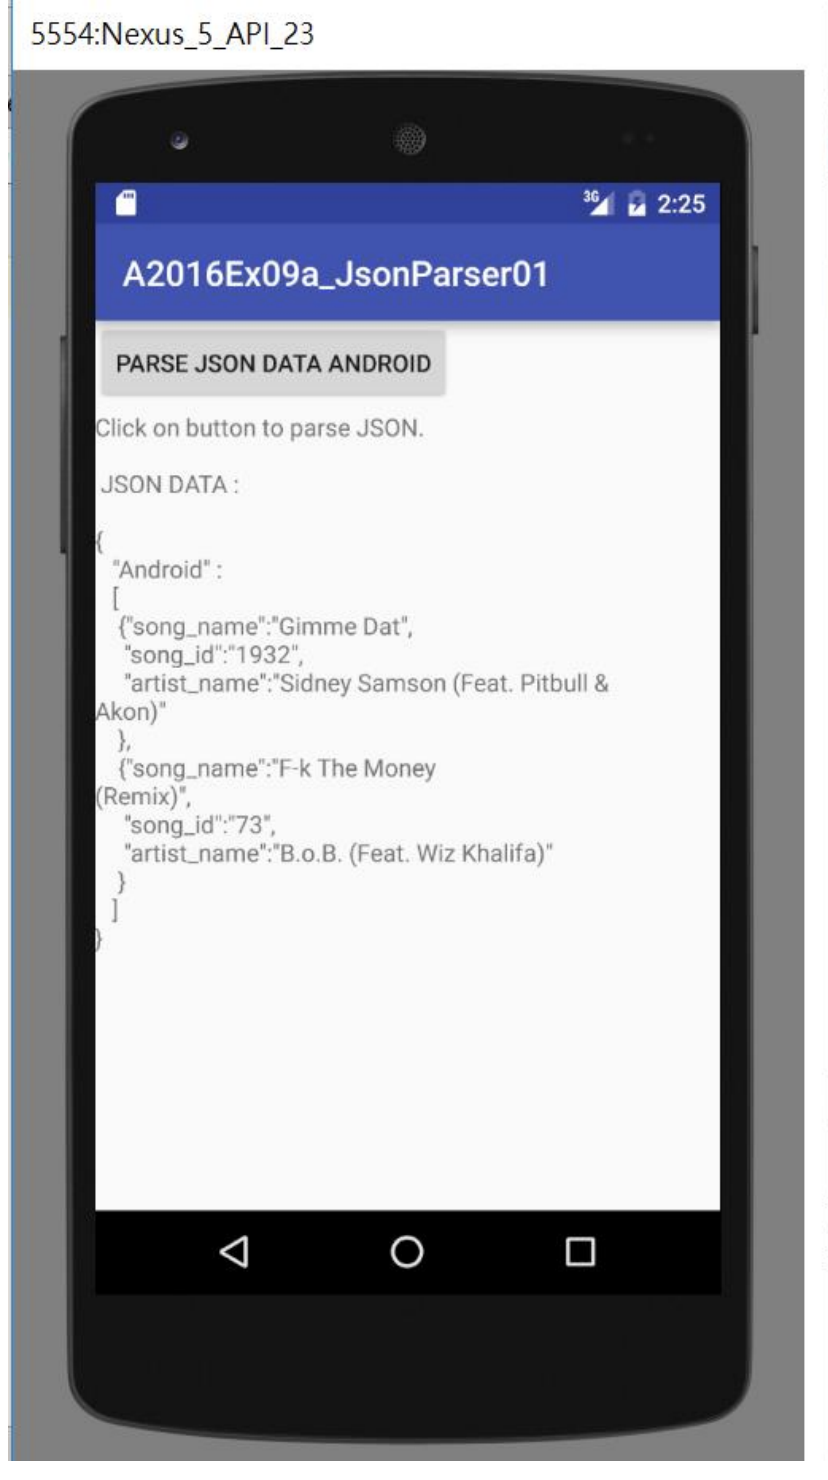 5554:Nexus_5_API_23
3G 2:25
A2016Ex09a_JsonParser01
PARSE JSON DATA ANDROID
Click on button to parse JSON.
JSON DATA :
{
"Android" :
[
{"song_name":"Gimme Dat",
"song_id":"1932",
"artist_name":"Sidney Samson (Feat. Pitbull &
Akon)"
},
{"song_name":"F-k The Money
(Remix)",
"song_id":"73",
"artist_name":"B.o.B. (Feat. Wiz Khalifa)"
}
]
}